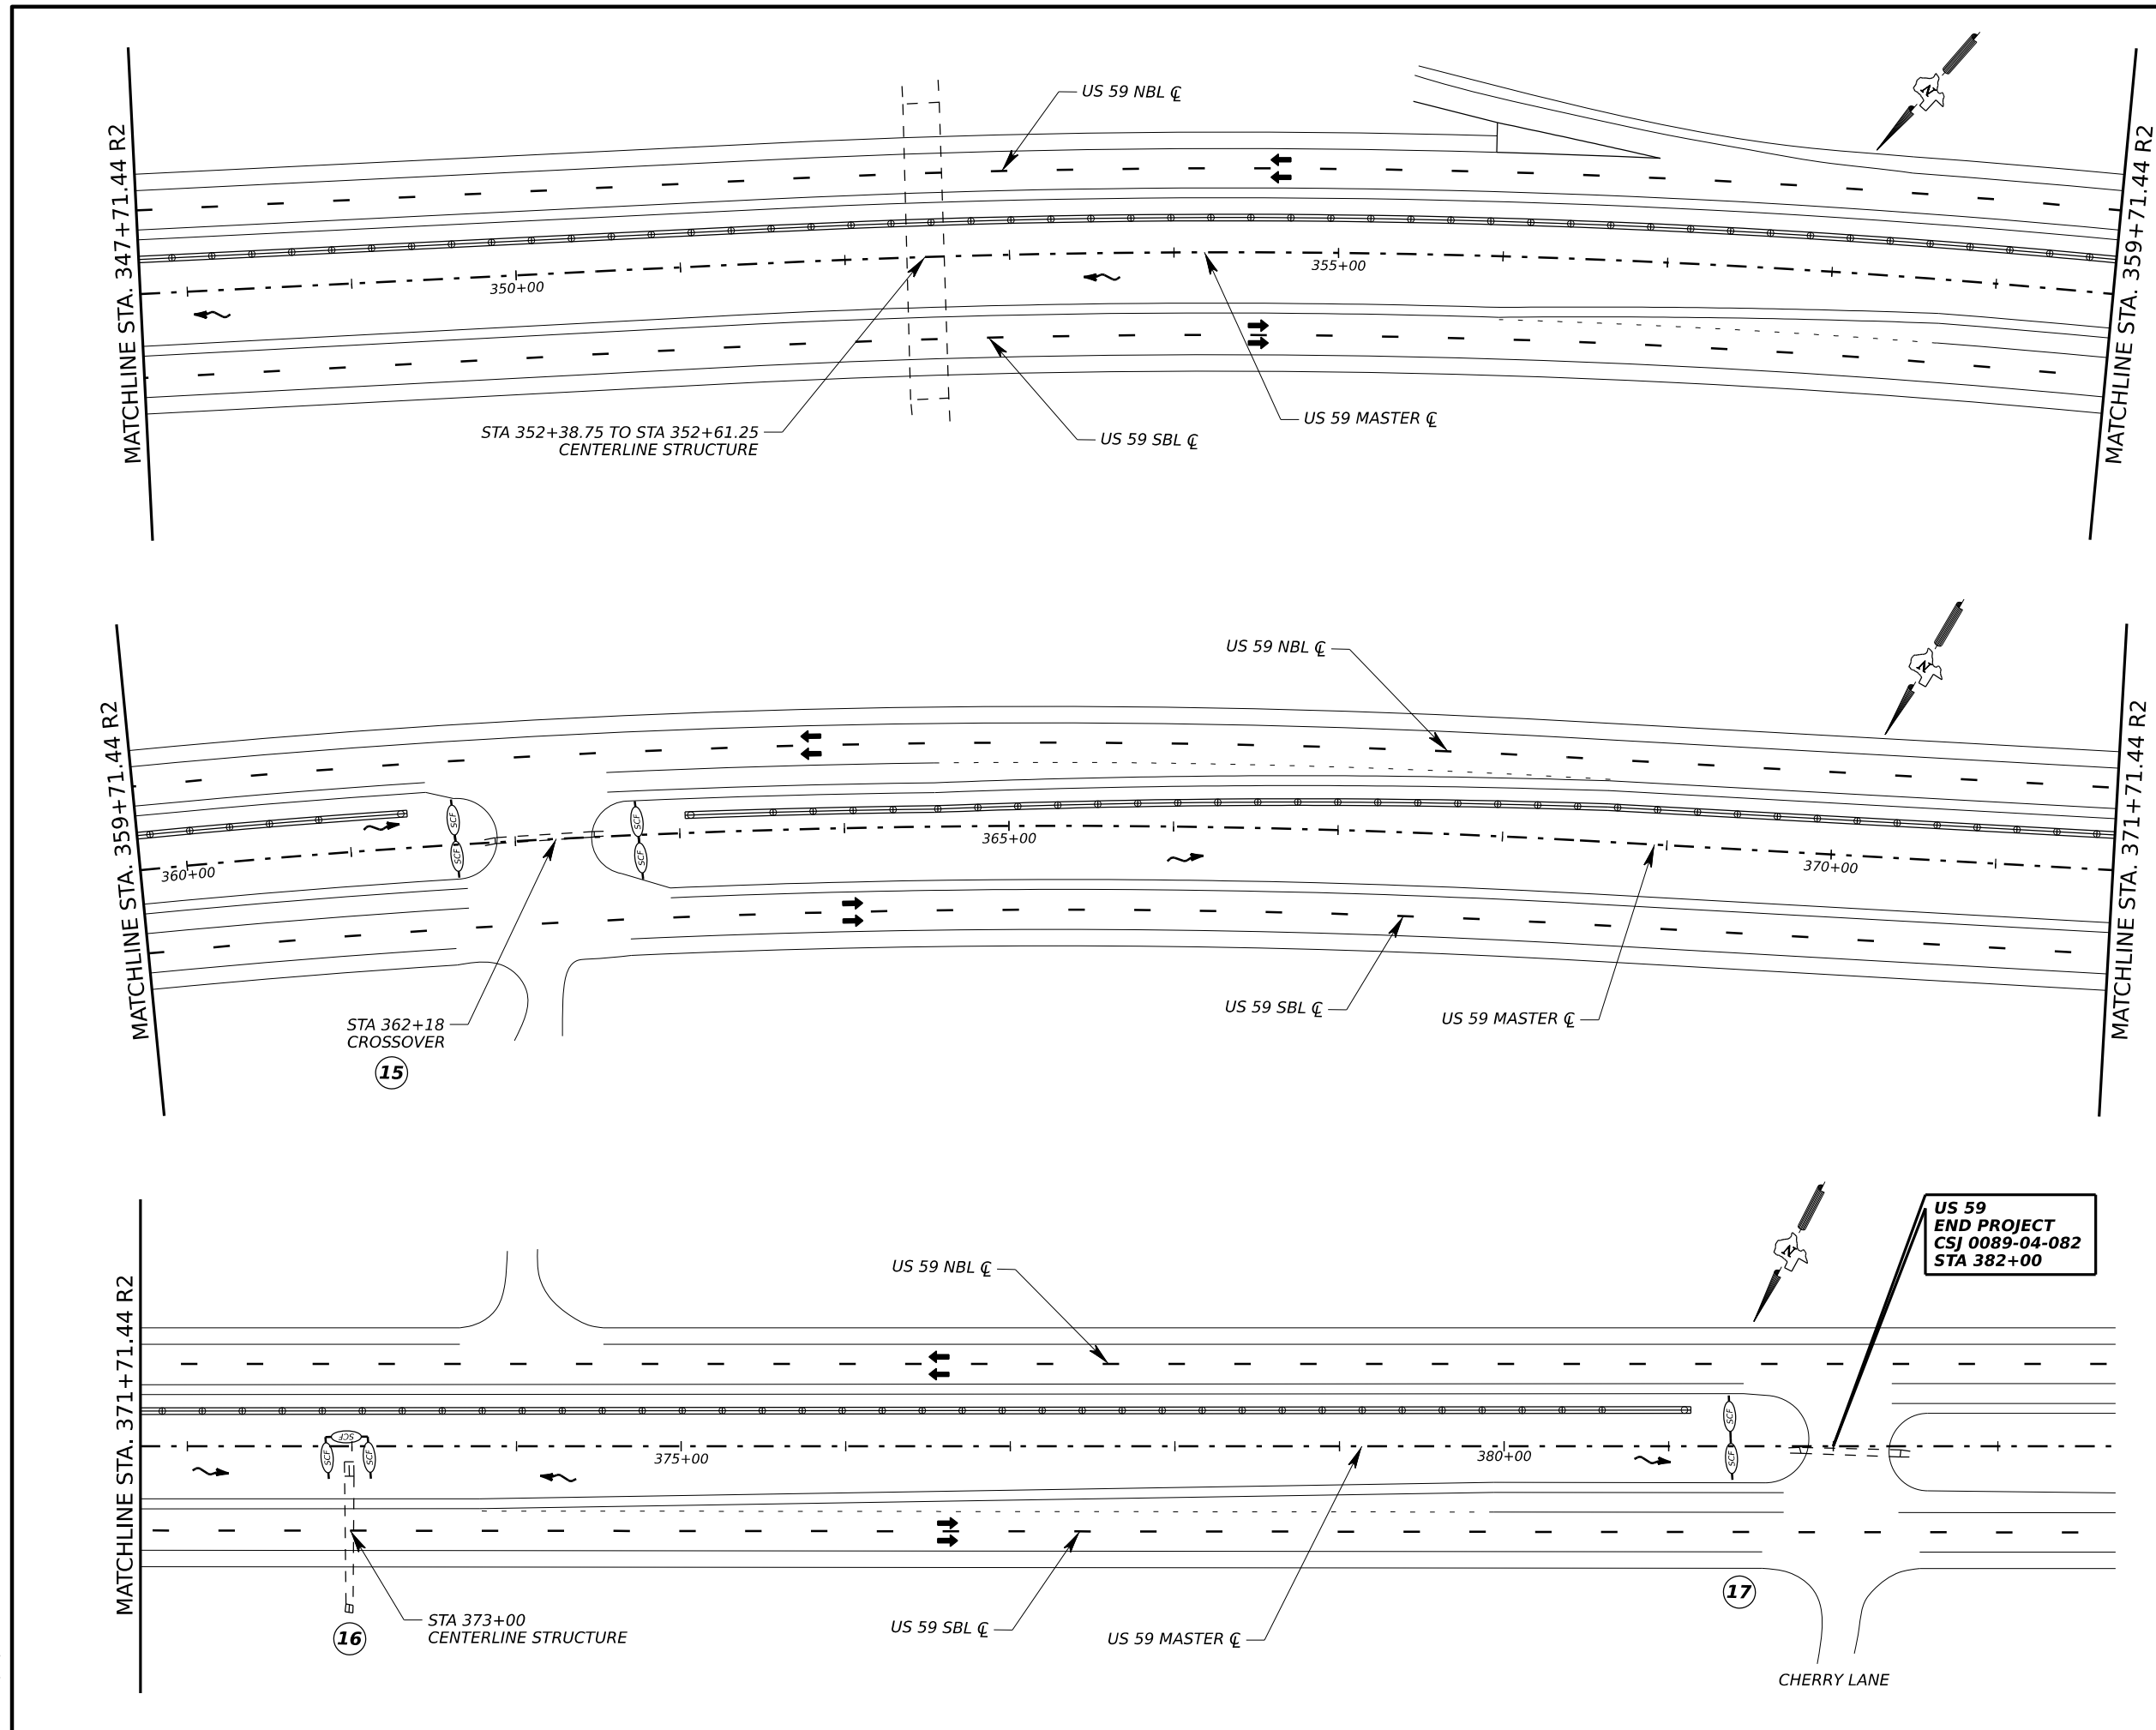 MATCHLINE STA. 347+71.44 R2
US 59 NBL ℄
N
MATCHLINE STA. 359+71.44 R2
350+00
355+00
STA 352+38.75 TO STA 352+61.25
CENTERLINE STRUCTURE
US 59 SBL ℄
US 59 MASTER ℄
MATCHLINE STA. 359+71.44 R2
US 59 NBL ℄
N
MATCHLINE STA. 371+71.44 R2
SCF
SCF
SCF
SCF
360+00
365+00
370+00
STA 362+18
CROSSOVER
15
US 59 SBL ℄
US 59 MASTER ℄
MATCHLINE STA. 371+71.44 R2
US 59 NBL ℄
N
US 59
END PROJECT
CSJ 0089-04-082
STA 382+00
SCF
SCF
SCF
SCF
SCF
375+00
380+00
STA 373+00
CENTERLINE STRUCTURE
16
US 59 SBL ℄
US 59 MASTER ℄
17
CHERRY LANE